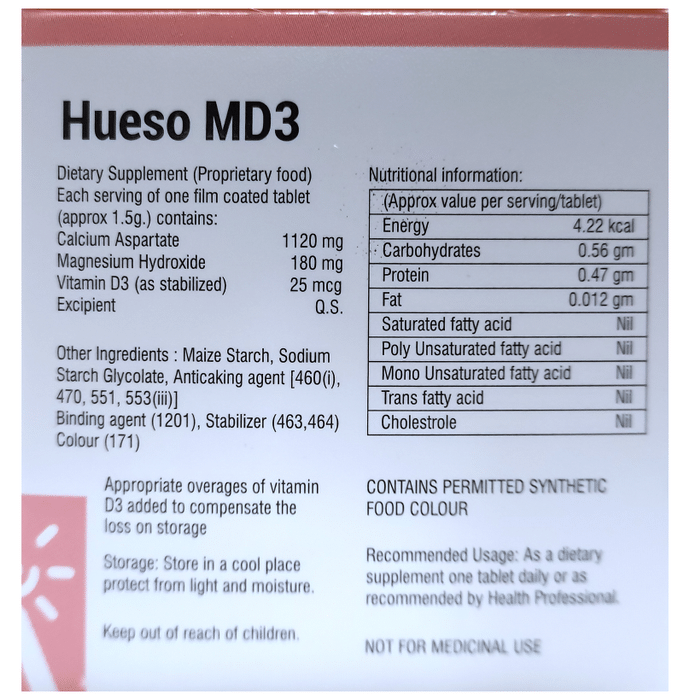 Hueso MD3
Dietary Supplement (Proprietary food)
Each serving of one film coated tablet
(approx 1.5g.) contains:
Calcium Aspartate 1120 mg
Magnesium Hydroxide 180 mg
Vitamin D3 (as stabilized) 25 mcg
Excipient Q.S.
Other Ingredients : Maize Starch, Sodium
Starch Glycolate, Anticaking agent [460(i),
470, 551, 553(iii)]
Binding agent (1201), Stabilizer (463,464)
Colour (171)
Nutritional information:
(Approx value per serving/tablet)
Energy 4.22 kcal
Carbohydrates 0.56 gm
Protein 0.47 gm
Fat 0.012 gm
Saturated fatty acid Nil
Poly Unsaturated fatty acid Nil
Mono Unsaturated fatty acid Nil
Trans fatty acid Nil
Cholestrole Nil
Appropriate overages of vitamin
D3 added to compensate the
loss on storage
Storage: Store in a cool place
protect from light and moisture.
Keep out of reach of children.
CONTAINS PERMITTED SYNTHETIC
FOOD COLOUR
Recommended Usage: As a dietary
supplement one tablet daily or as
recommended by Health Professional.
NOT FOR MEDICINAL USE